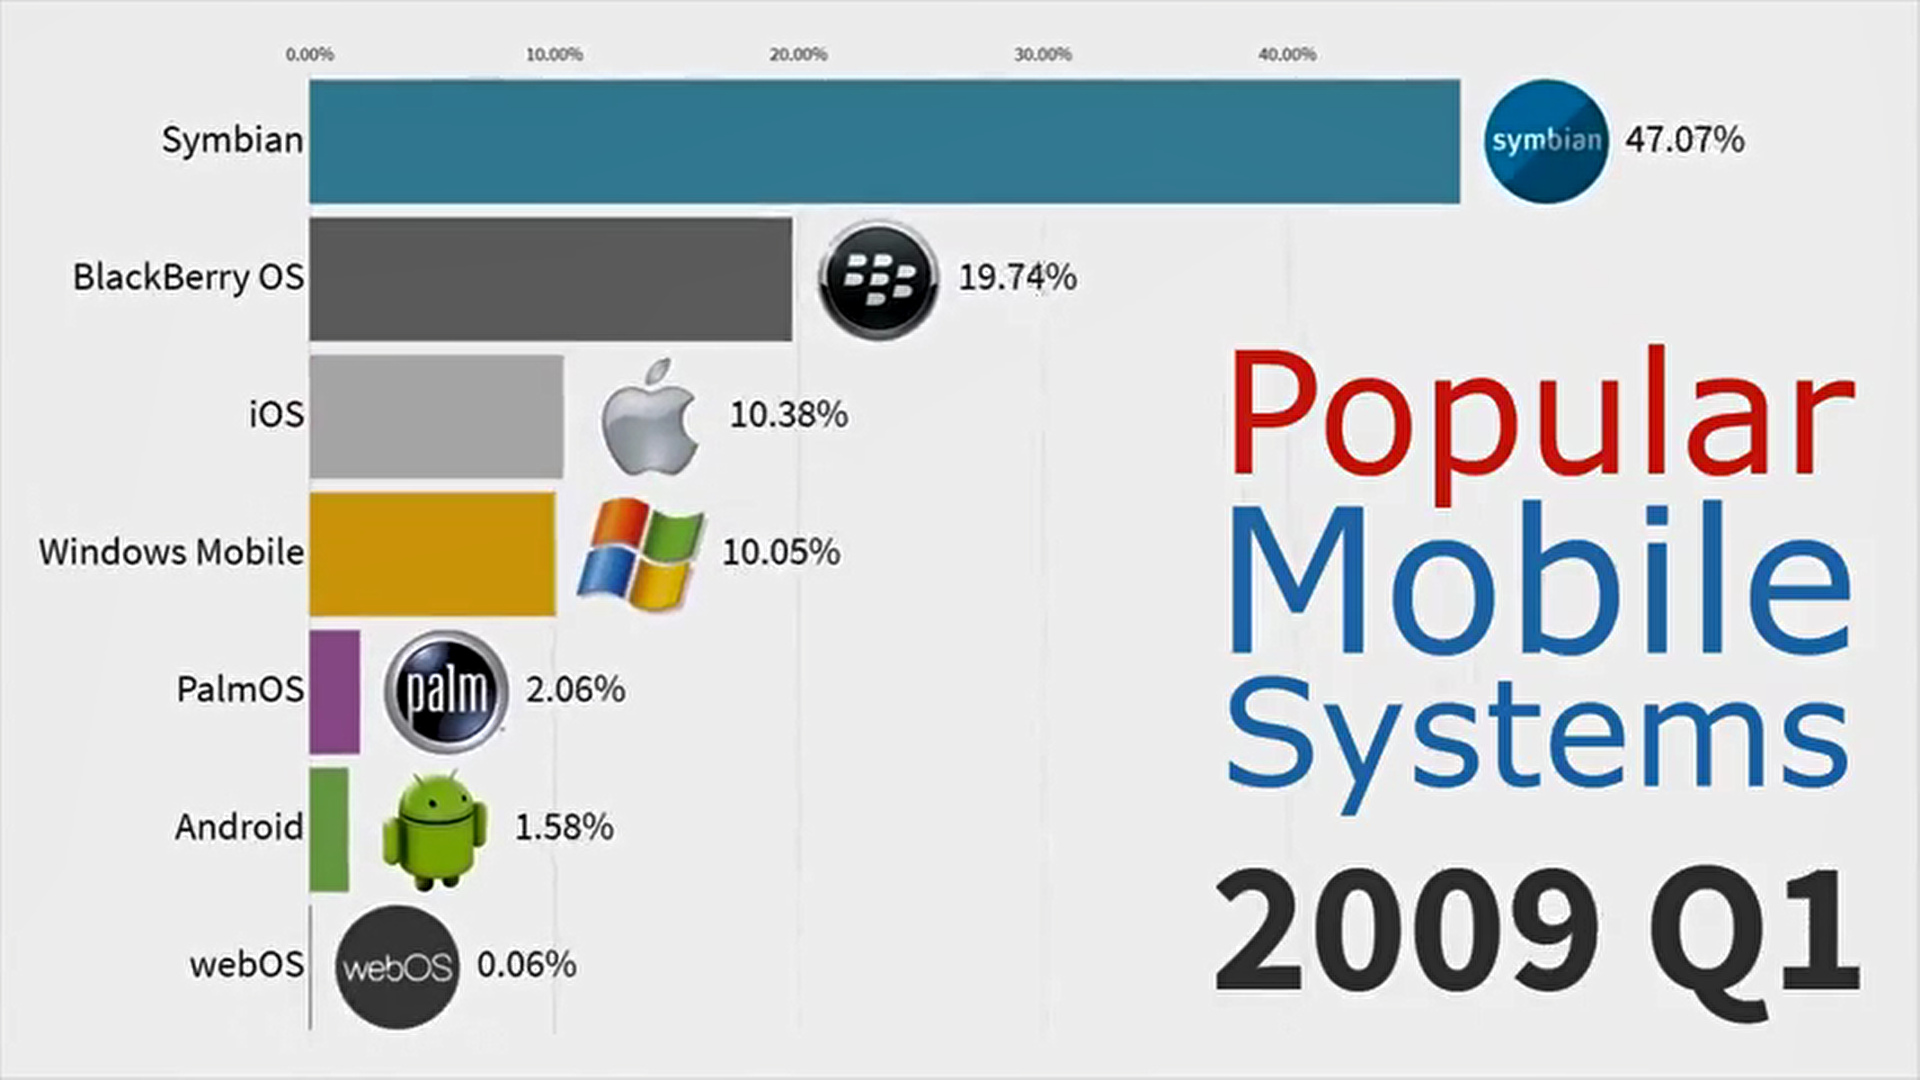 0.00% 10.00% 20.00% 30.00% 40.00%
Symbian symbian 47.07%
BlackBerry OS 19.74%
iOS 10.38%
Windows Mobile 10.05%
PalmOS palm 2.06%
Android 1.58%
webOS webOS 0.06%
Popular
Mobile
Systems
2009 Q1